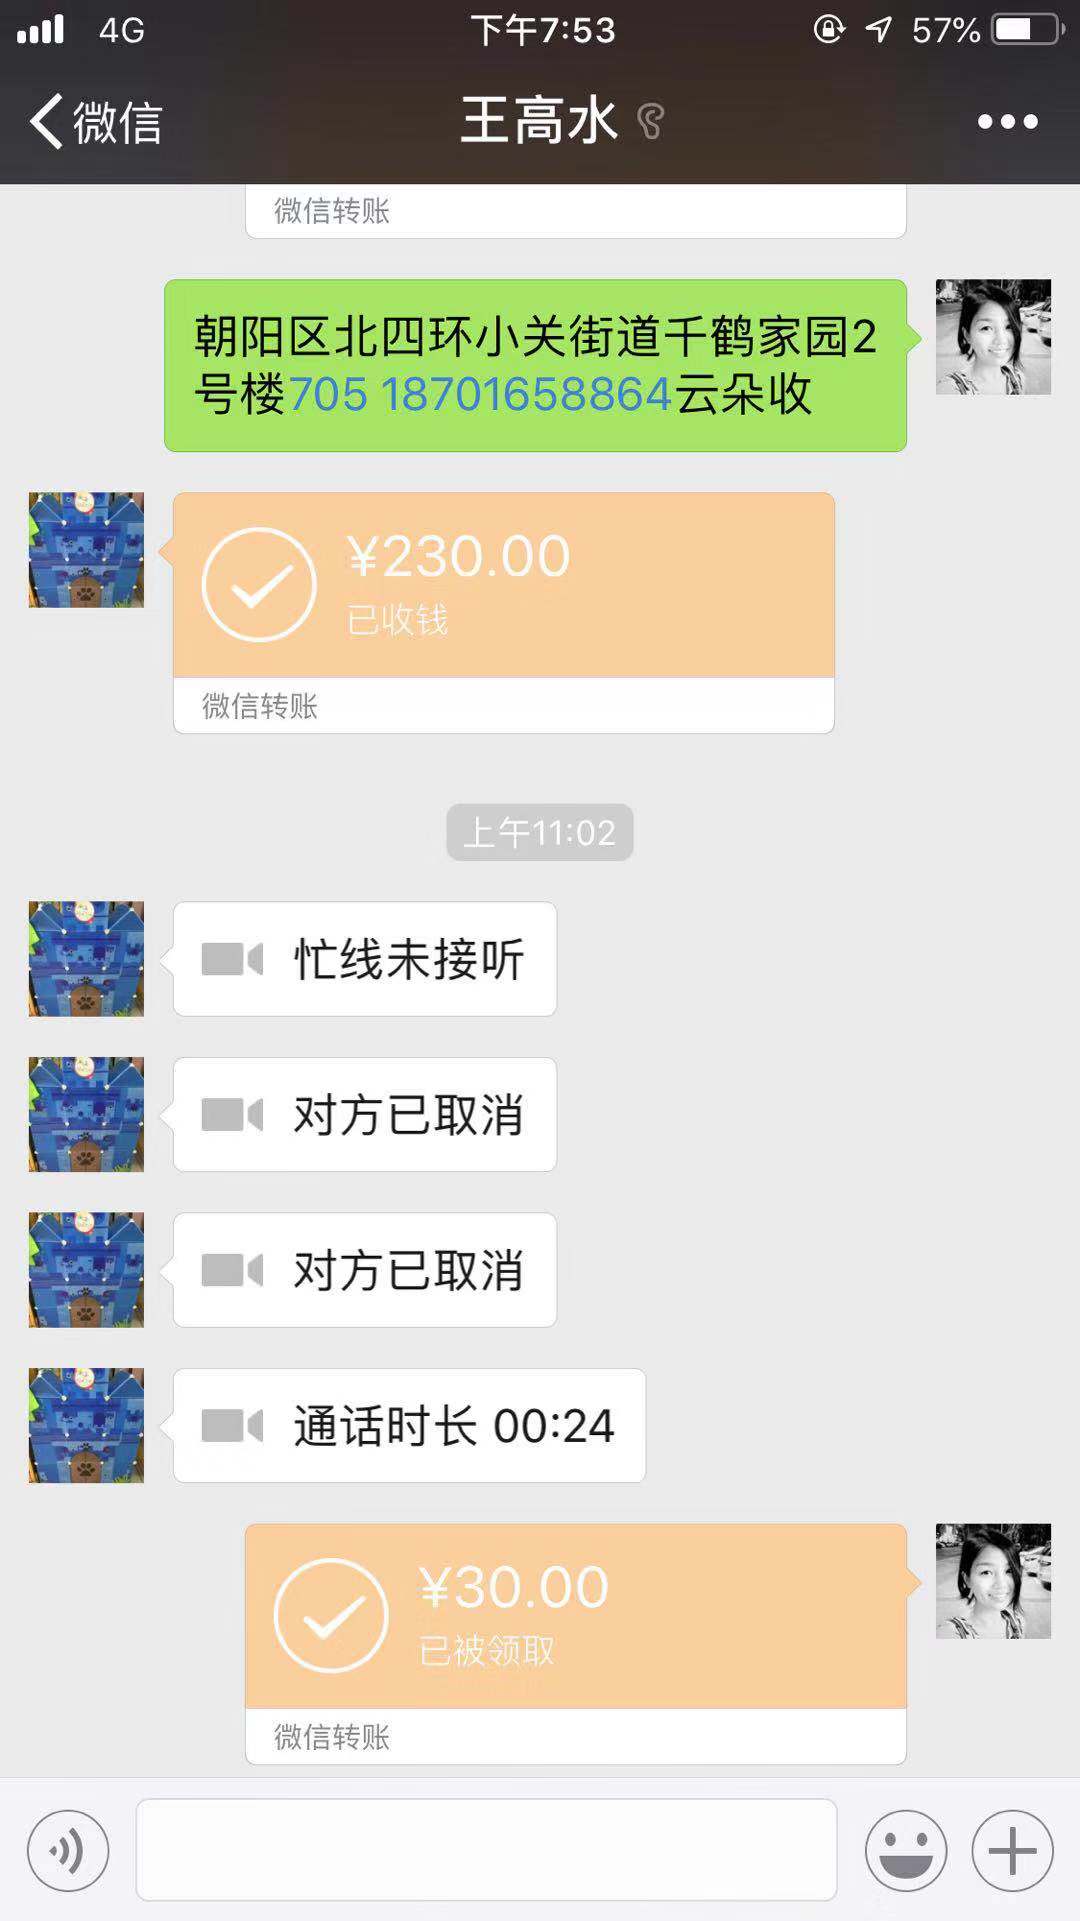 4G 下午7:53 57%
微信 王高水
微信转账
朝阳区北四环小关街道千鹤家园2
号楼705 18701658864云朵收
¥230.00
已收钱
微信转账
上午11:02
忙线未接听
对方已取消
对方已取消
通话时长 00:24
¥30.00
已被领取
微信转账